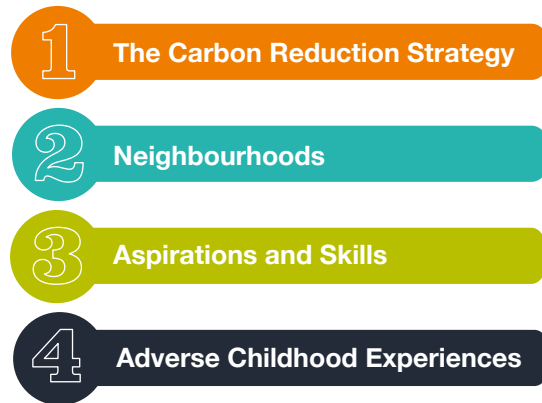 1 The Carbon Reduction Strategy
2 Neighbourhoods
3 Aspirations and Skills
4 Adverse Childhood Experiences